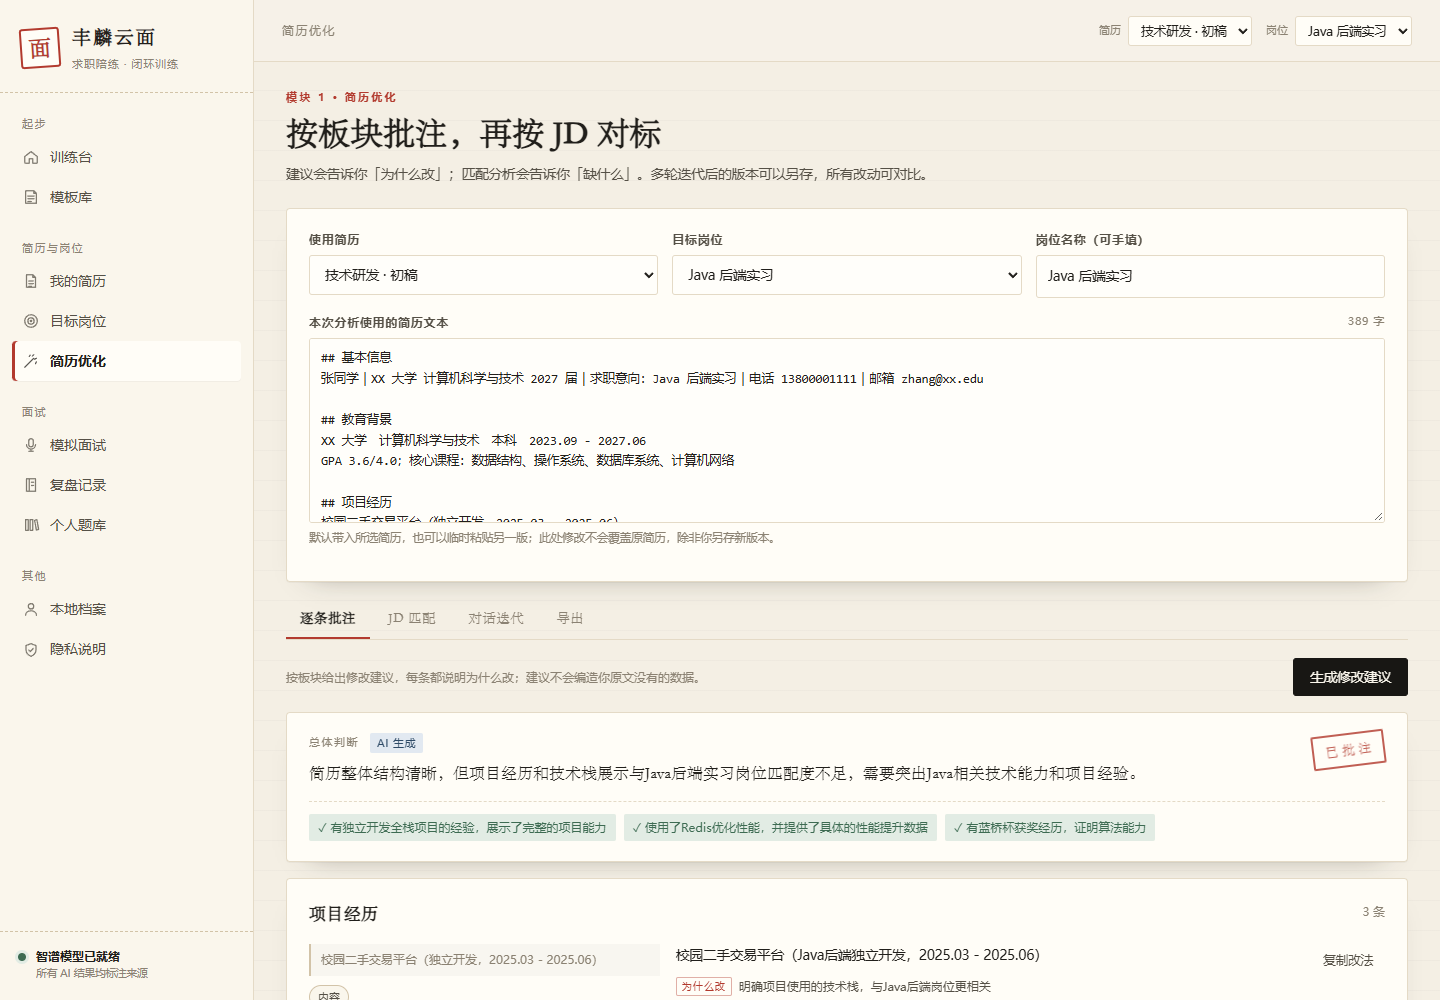 面
丰麟云面
求职陪练 · 闭环训练
起步
训练台
模板库
简历与岗位
我的简历
目标岗位
简历优化
面试
模拟面试
复盘记录
个人题库
其他
本地档案
隐私说明
智谱模型已就绪
所有 AI 结果均标注来源
简历优化
简历 技术研发 · 初稿 岗位 Java 后端实习
模块 1 • 简历优化
按板块批注，再按 JD 对标
建议会告诉你「为什么改」；匹配分析会告诉你「缺什么」。多轮迭代后的版本可以另存，所有改动可对比。
使用简历 目标岗位 岗位名称（可手填）
技术研发 · 初稿 Java 后端实习 Java 后端实习
本次分析使用的简历文本 389 字
## 基本信息
张同学 | XX 大学 计算机科学与技术 2027 届 | 求职意向：Java 后端实习 | 电话 13800001111 | 邮箱 zhang@xx.edu
## 教育背景
XX 大学 计算机科学与技术 本科 2023.09 - 2027.06
GPA 3.6/4.0；核心课程：数据结构、操作系统、数据库系统、计算机网络
## 项目经历
校园二手交易平台（独立开发，2025.03 - 2025.06）
默认带入所选简历，也可以临时粘贴另一版；此处修改不会覆盖原简历，除非你另存新版本。
逐条批注 JD 匹配 对话迭代 导出
按板块给出修改建议，每条都说明为什么改；建议不会编造你原文没有的数据。 生成修改建议
总体判断 AI 生成 已批注
简历整体结构清晰，但项目经历和技术栈展示与Java后端实习岗位匹配度不足，需要突出Java相关技术能力和项目经验。
✓ 有独立开发全栈项目的经验，展示了完整的项目能力 ✓ 使用了Redis优化性能，并提供了具体的性能提升数据 ✓ 有蓝桥杯获奖经历，证明算法能力
项目经历 3 条
校园二手交易平台（独立开发，2025.03 - 2025.06） 校园二手交易平台（Java后端独立开发，2025.03 - 2025.06） 复制改法
内容 为什么改 明确项目使用的技术栈，与Java后端岗位更相关